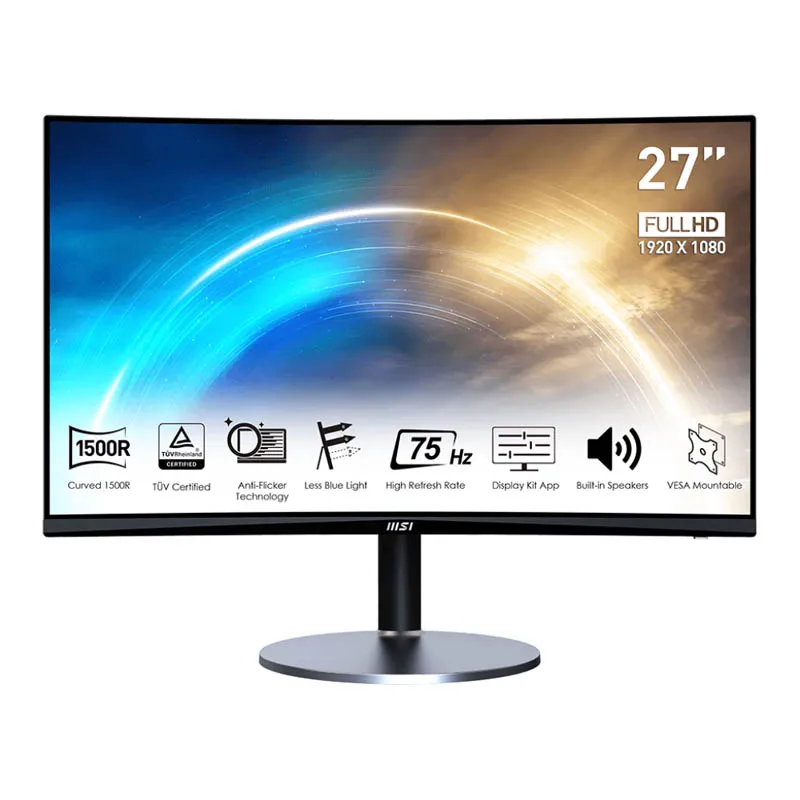 27”
FULL HD
1920 X 1080
1500R
Curved 1500R
TÜVRheinland
CERTIFIED
TÜV Certified
Anti-Flicker
Technology
Less Blue Light
75 Hz
High Refresh Rate
Display Kit App
Built-in Speakers
VESA Mountable
msi